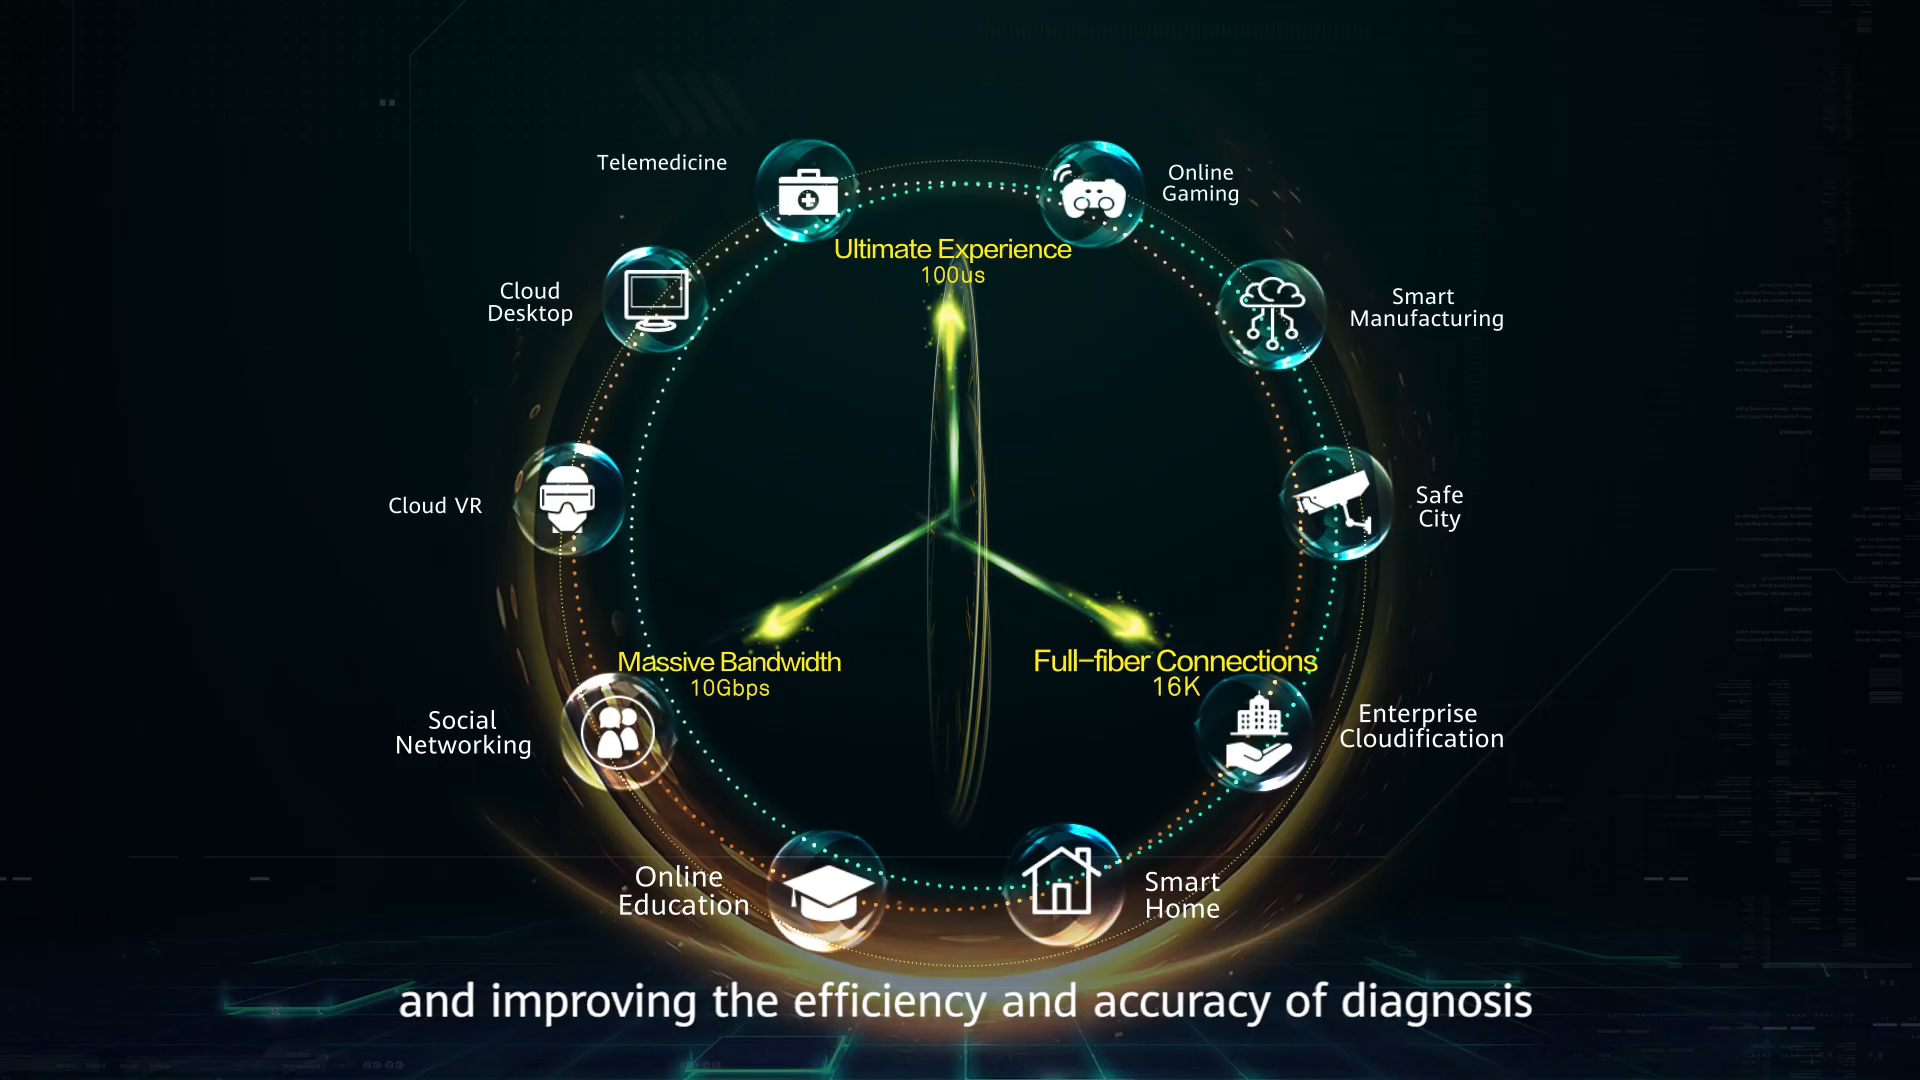 Telemedicine
Online
Gaming
Ultimate Experience
100us
Cloud
Desktop
Smart
Manufacturing
Cloud VR
Safe
City
Massive Bandwidth
10Gbps
Full-fiber Connections
16K
Social
Networking
Enterprise
Cloudification
Online
Education
Smart
Home
and improving the efficiency and accuracy of diagnosis